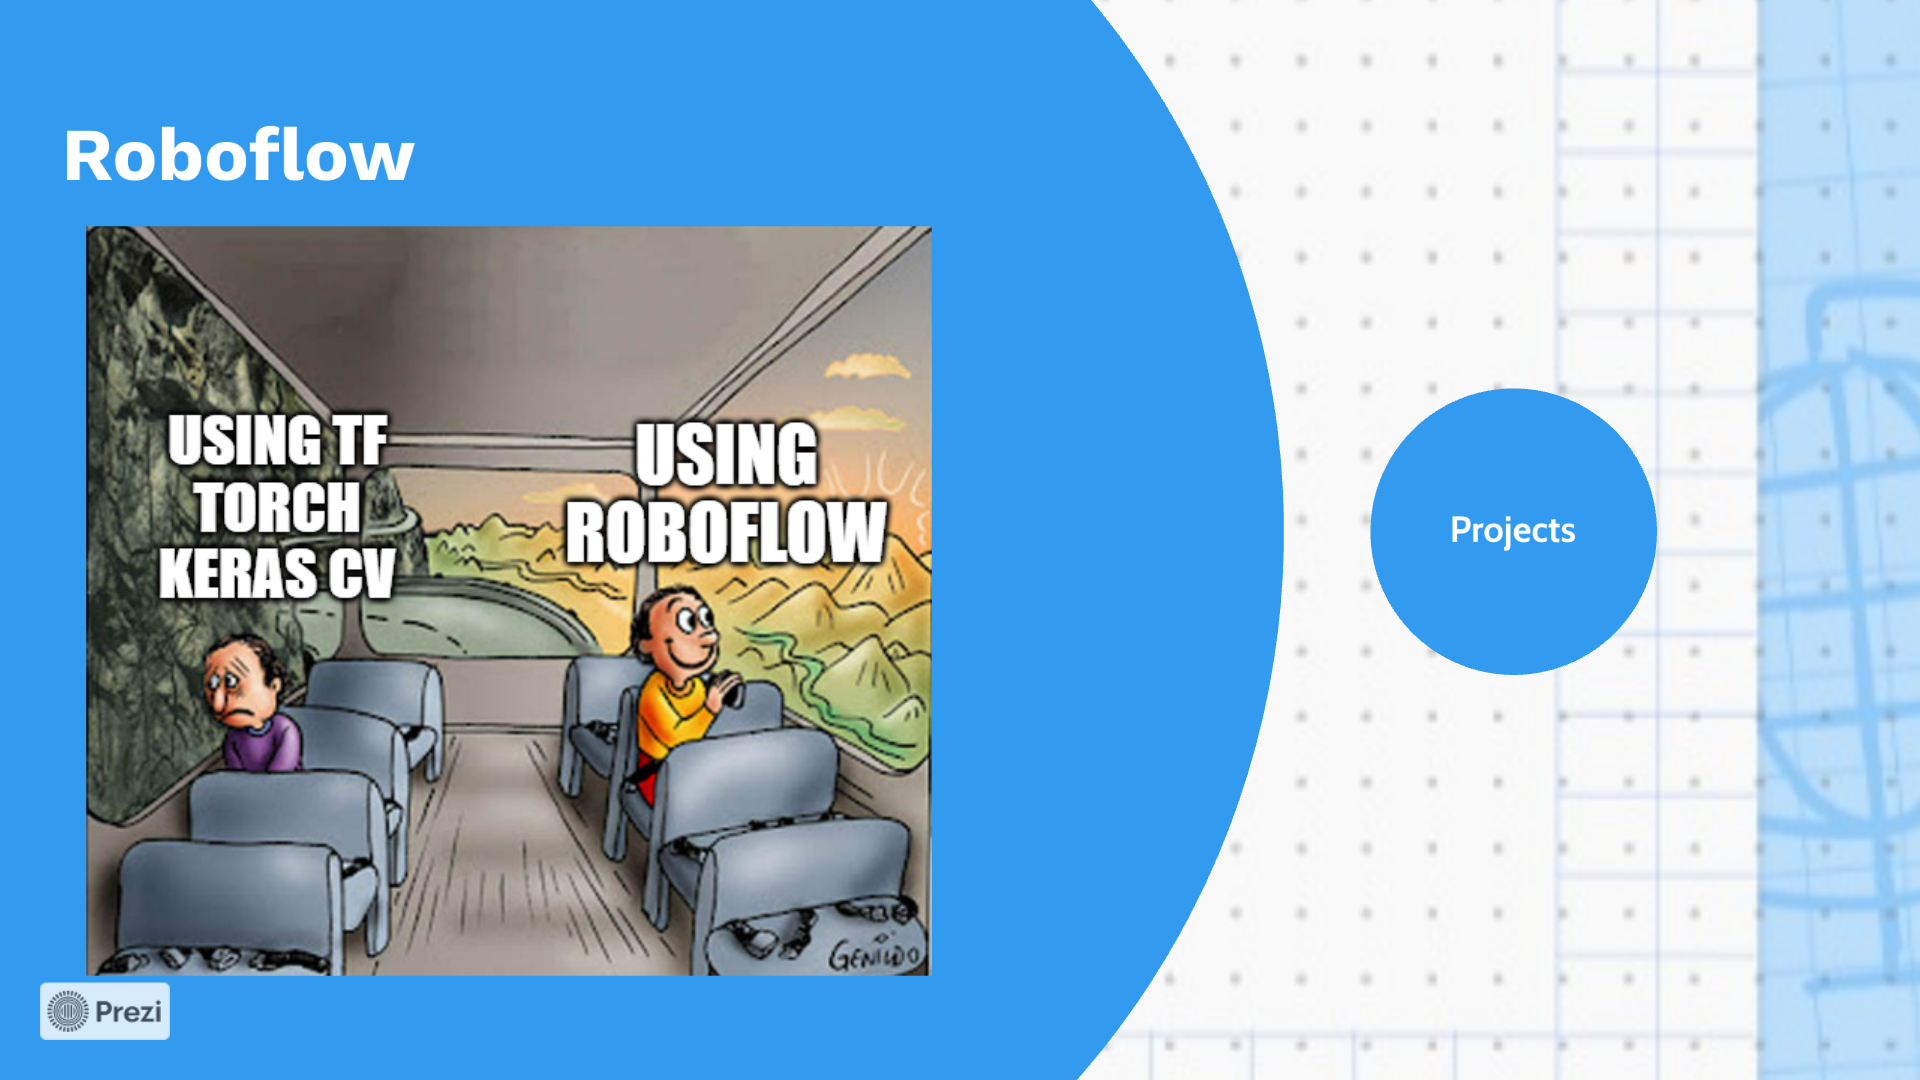 Roboflow
USING TF
TORCH
KERAS CV
USING
ROBOFLOW
GENILDO
Projects
Prezi